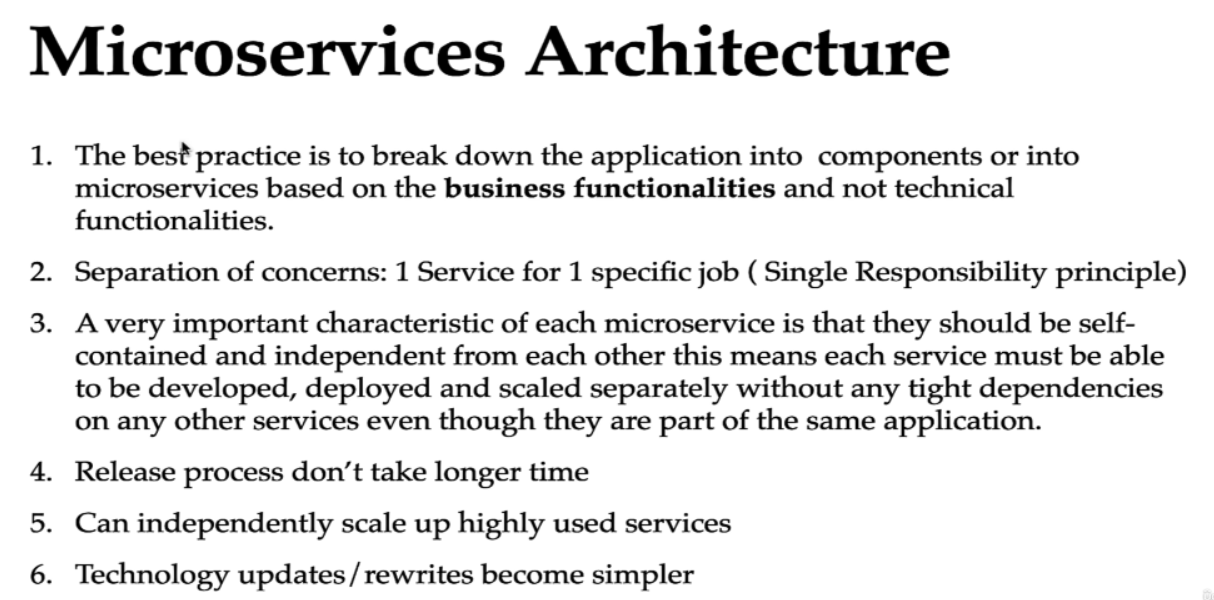 Microservices Architecture
1. The best practice is to break down the application into components or into
microservices based on the business functionalities and not technical
functionalities.
2. Separation of concerns: 1 Service for 1 specific job ( Single Responsibility principle)
3. A very important characteristic of each microservice is that they should be self-
contained and independent from each other this means each service must be able
to be developed, deployed and scaled separately without any tight dependencies
on any other services even though they are part of the same application.
4. Release process don’t take longer time
5. Can independently scale up highly used services
6. Technology updates/rewrites become simpler